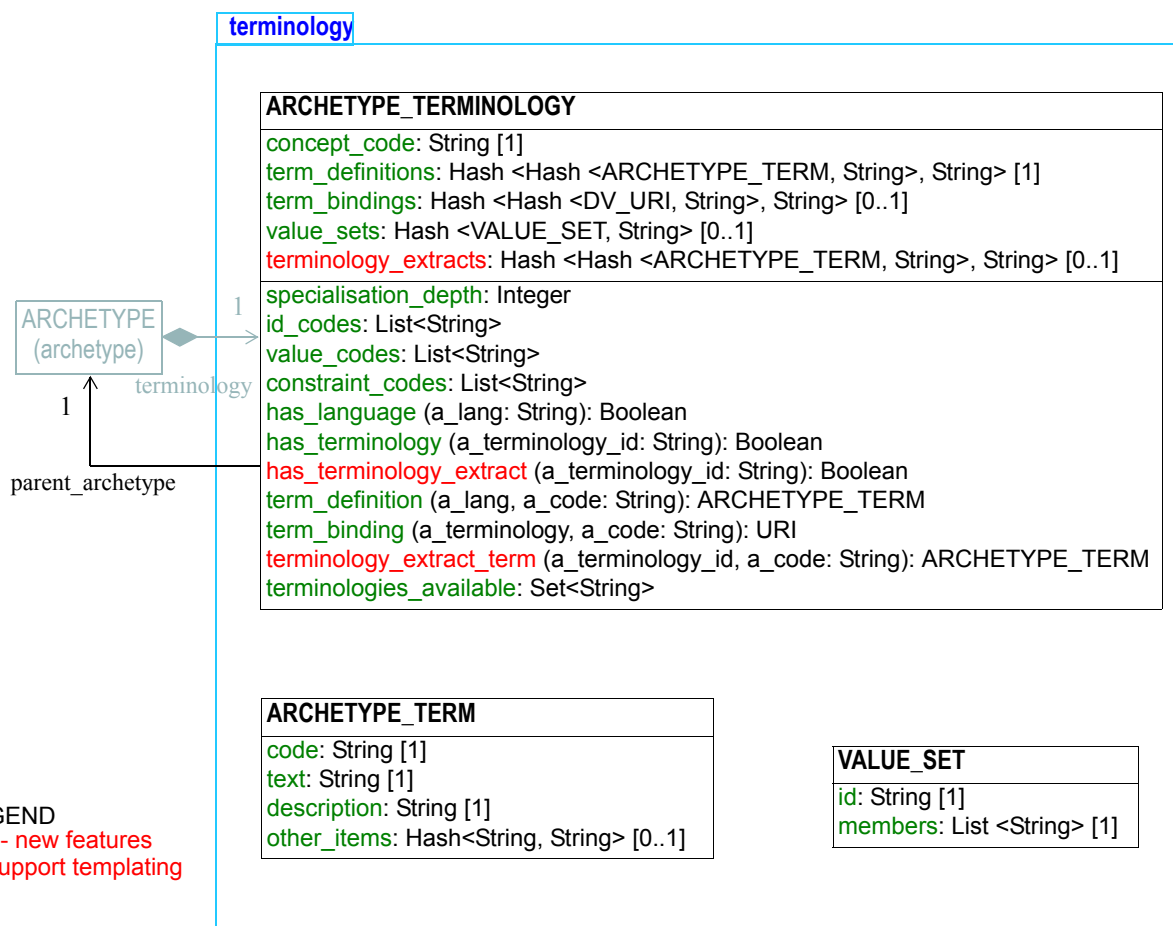 terminology
ARCHETYPE_TERMINOLOGY
concept_code: String [1]
term_definitions: Hash <Hash <ARCHETYPE_TERM, String>, String> [1]
term_bindings: Hash <Hash <DV_URI, String>, String> [0..1]
value_sets: Hash <VALUE_SET, String> [0..1]
terminology_extracts: Hash <Hash <ARCHETYPE_TERM, String>, String> [0..1]
specialisation_depth: Integer
id_codes: List<String>
value_codes: List<String>
constraint_codes: List<String>
has_language (a_lang: String): Boolean
has_terminology (a_terminology_id: String): Boolean
has_terminology_extract (a_terminology_id: String): Boolean
term_definition (a_lang, a_code: String): ARCHETYPE_TERM
term_binding (a_terminology, a_code: String): URI
terminology_extract_term (a_terminology_id, a_code: String): ARCHETYPE_TERM
terminologies_available: Set<String>
ARCHETYPE
(archetype)
1
terminology
1
parent_archetype
ARCHETYPE_TERM
code: String [1]
text: String [1]
description: String [1]
other_items: Hash<String, String> [0..1]
VALUE_SET
id: String [1]
members: List <String> [1]
GEND
- new features
upport templating